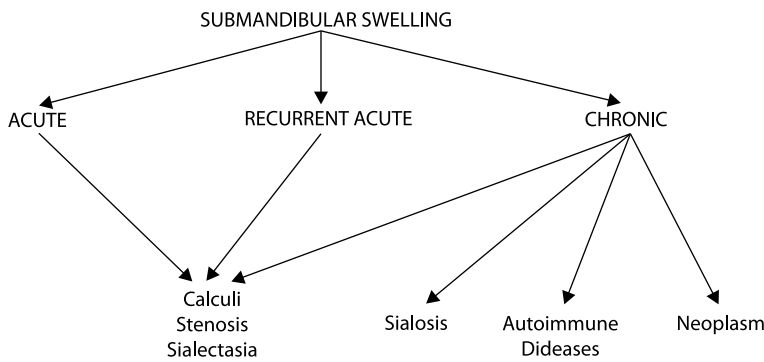 SUBMANDIBULAR SWELLING
ACUTE
RECURRENT ACUTE
CHRONIC
Calculi
Stenosis
Sialectasia
Sialosis
Autoimmune
Dideases
Neoplasm